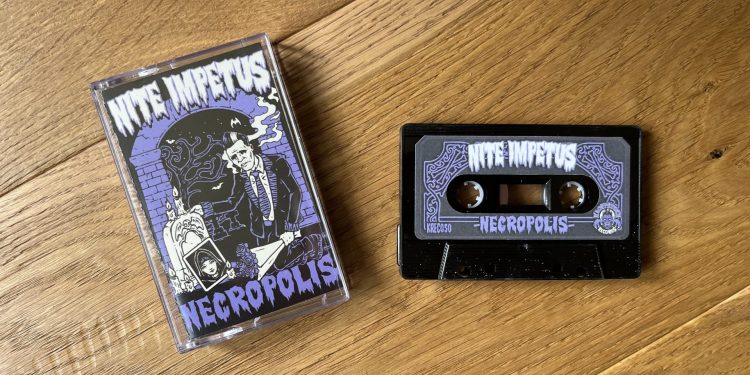 NITE IMPETUS
NECROPOLIS
NITE IMPETUS
NECROPOLIS
KREC050